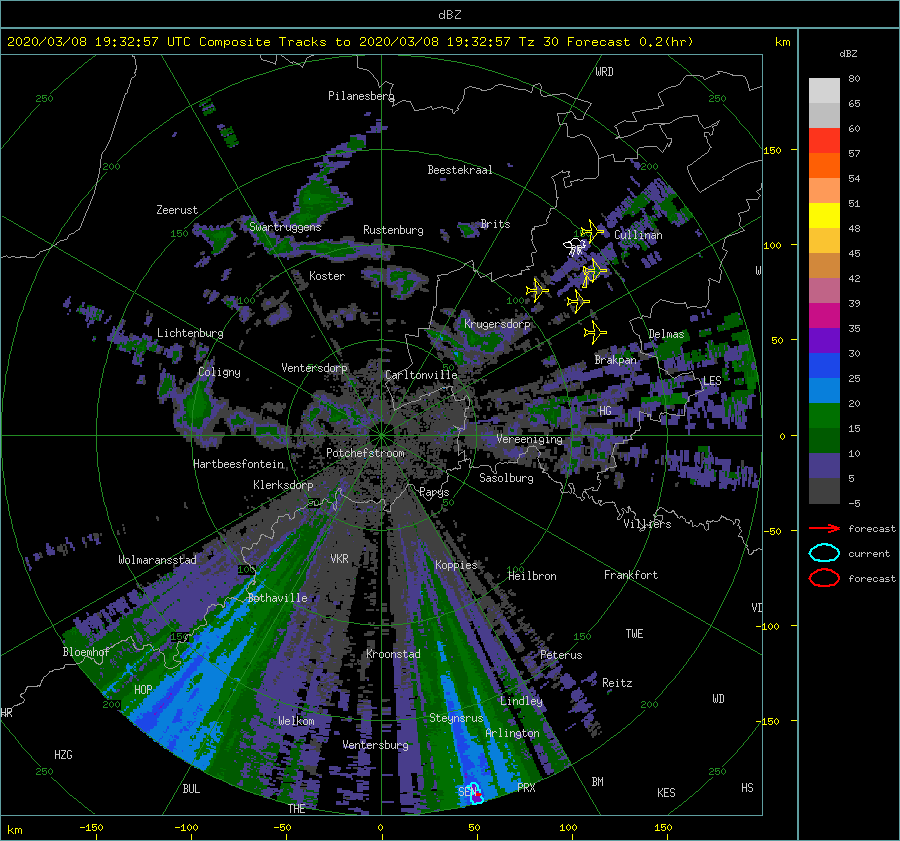 dBZ
2020/03/08 19:32:57 UTC Composite Tracks to 2020/03/08 19:32:57 Tz 30 Forecast 0.2(hr)
km
dBZ
WRD
80
250
Pilanesberg
250
65
60
150
57
200
Beestekraal
200
54
Zeerust
51
Swartruggens
Brits
150
Rustenburg
Cullinan
48
100
Koster
W
45
42
100
100
39
Krugersdorp
Lichtenburg
Delmas
50
35
Coligny
Ventersdorp
Brakpan
30
Carltonville
LES
25
HG
20
Vereeniging
0
15
Potchefstroom
10
Hartbeesfontein
Klerksdorp
Sasolburg
5
Parys
50
50
-5
Villiers
forecast
-50
current
Wolmaransstad
VKR
Koppies
100
100
Heilbron
Frankfort
forecast
Bothaville
VD
-100
150
150
TWE
Bloemhof
Kroonstad
Peterus
HOP
Reitz
WD
200
Lindley
200
HR
Welkom
Steynsrus
-150
Arlington
Ventersburg
HZG
250
250
BUL
SEN
PRX
BM
KES
HS
THE
km
-150
-100
-50
0
50
100
150